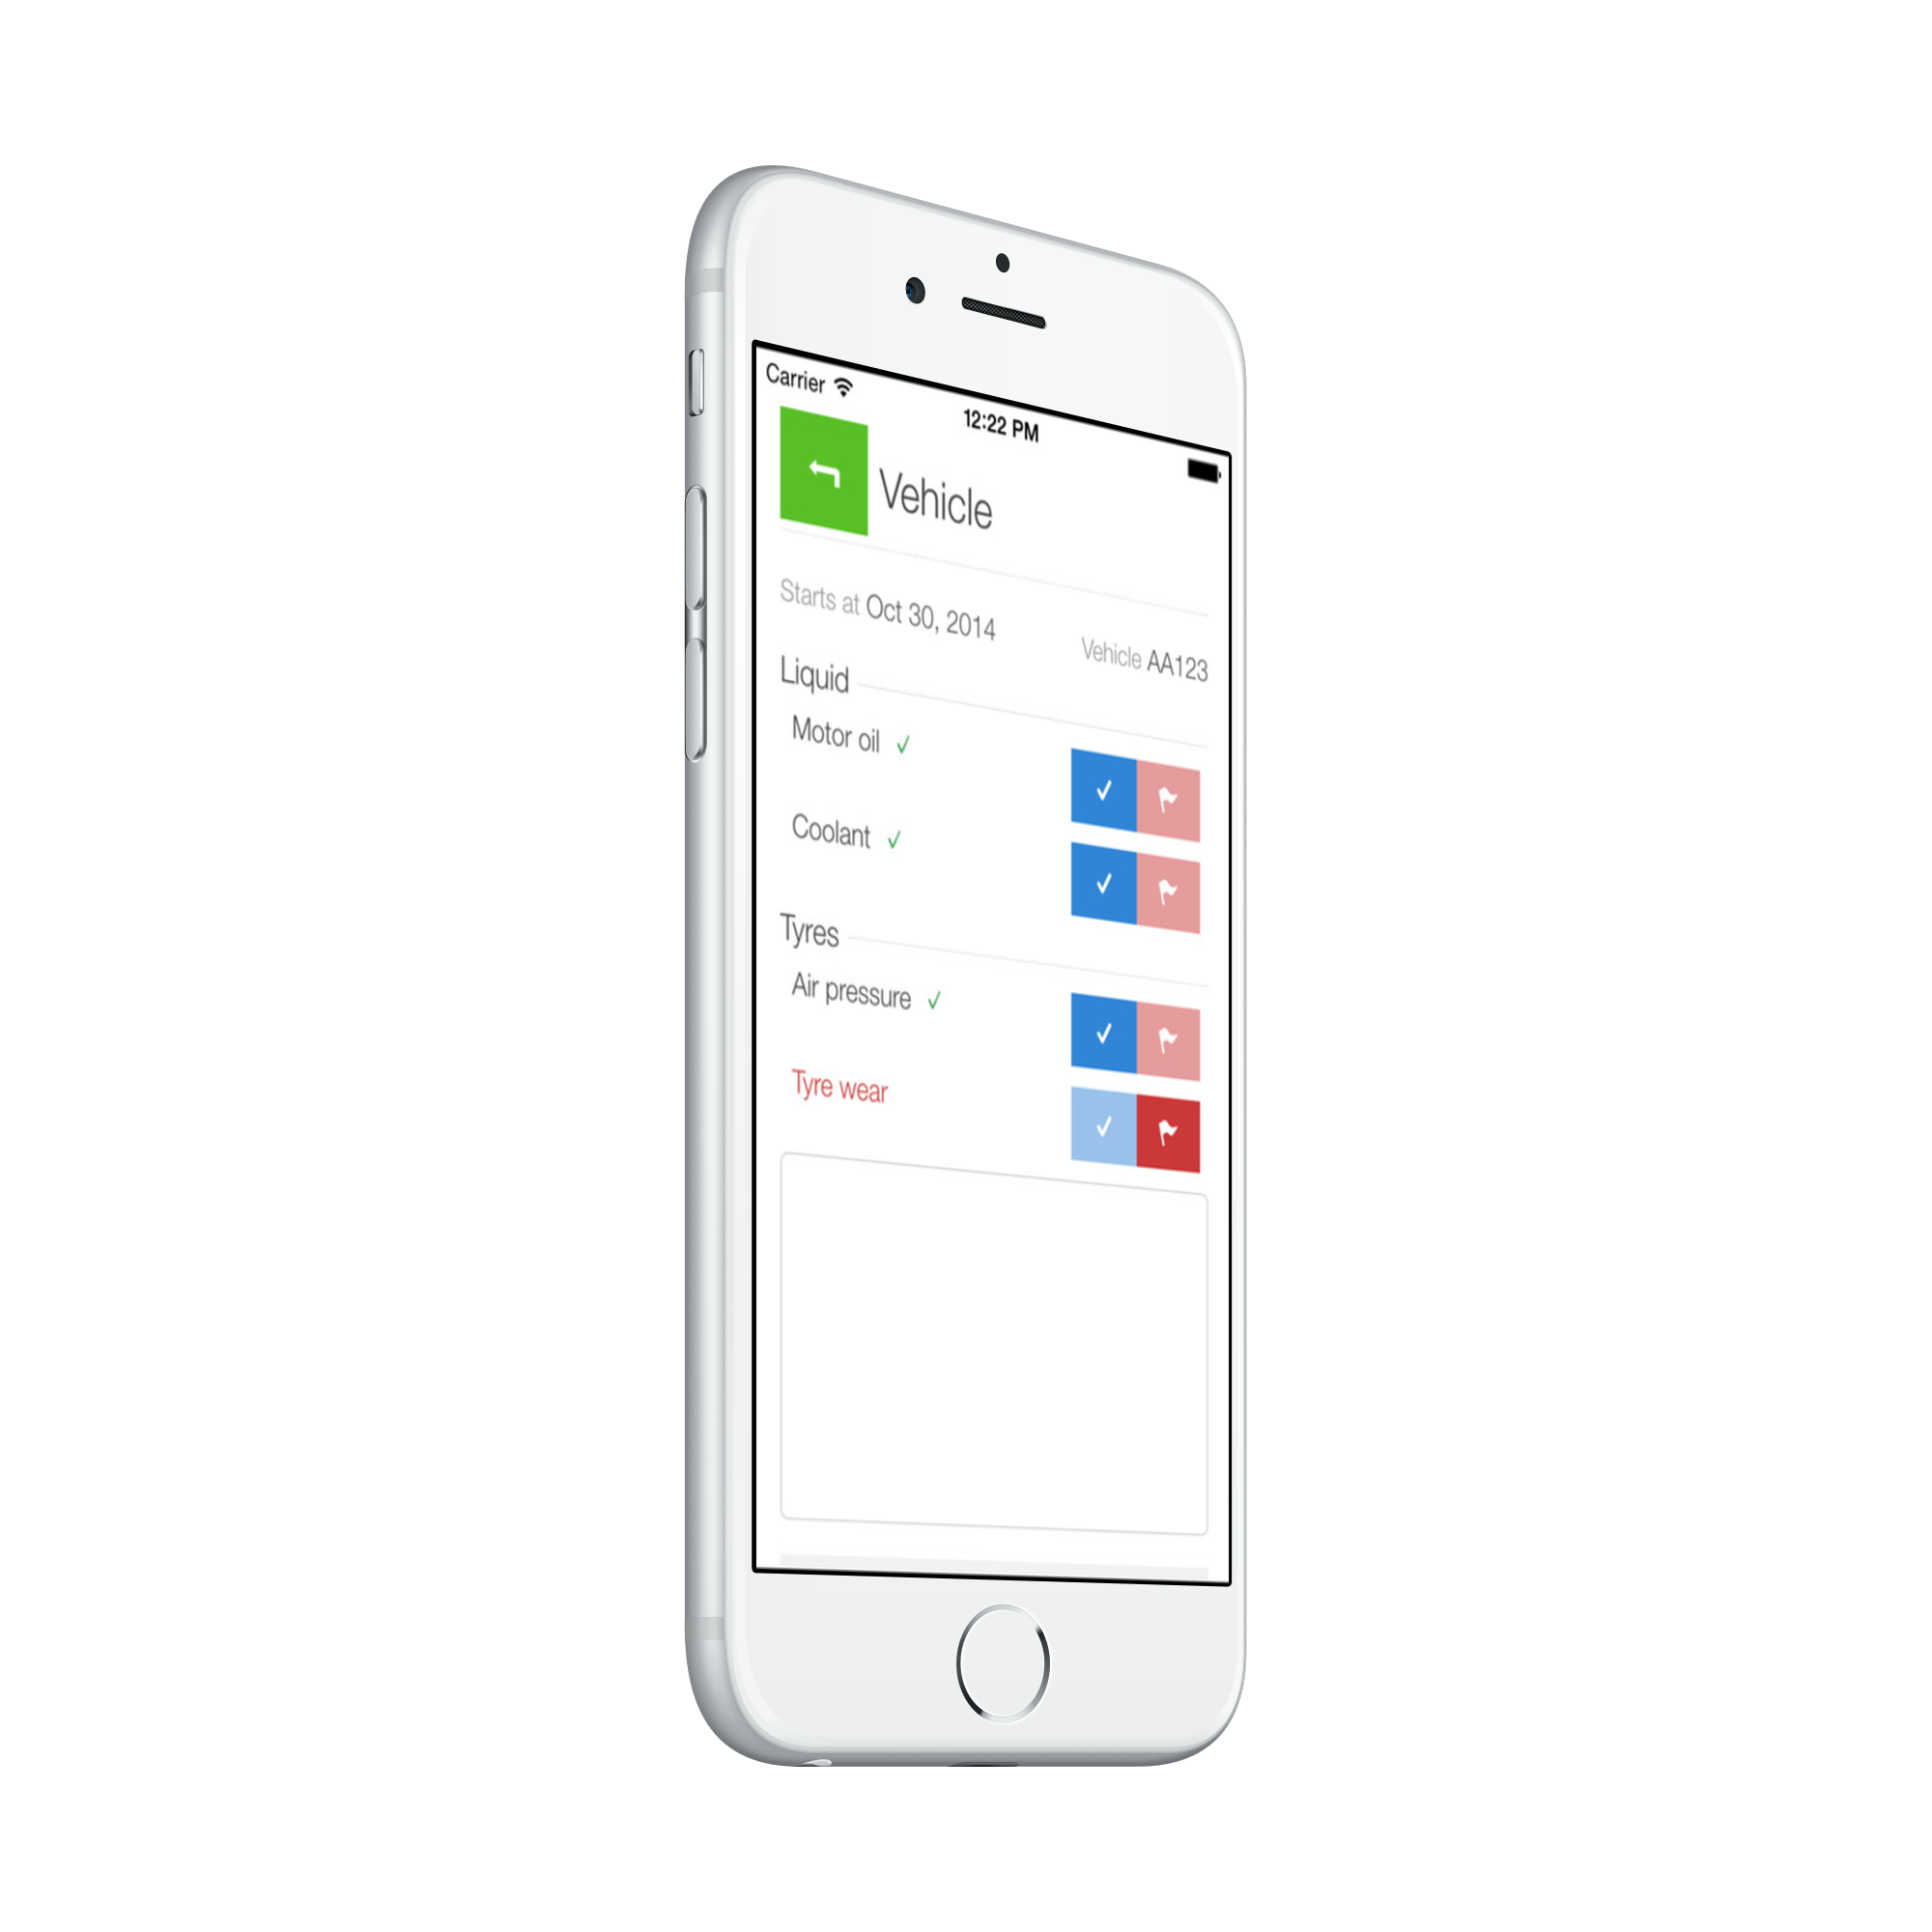 Carrier
12:22 PM
Vehicle
Starts at Oct 30, 2014
Vehicle AA123
Liquid
Motor oil ✓
Coolant ✓
Tyres
Air pressure ✓
Tyre wear